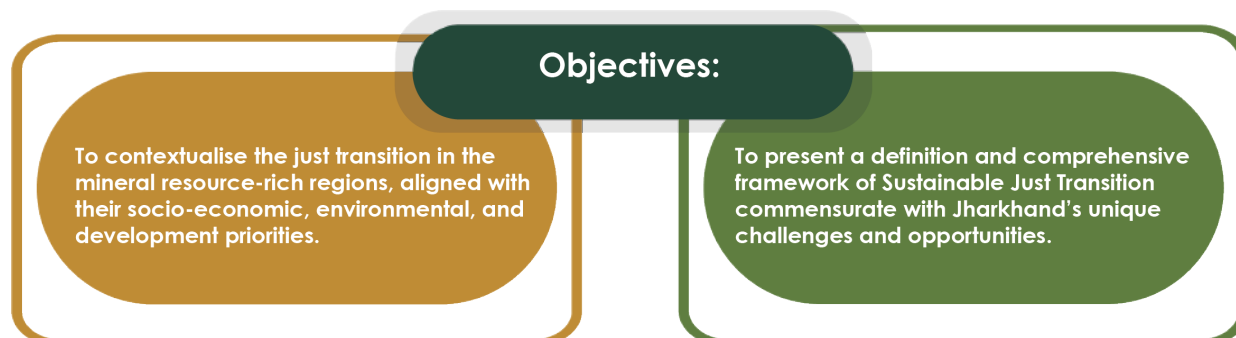 Objectives:
To contextualise the just transition in the
mineral resource-rich regions, aligned with
their socio-economic, environmental, and
development priorities.
To present a definition and comprehensive
framework of Sustainable Just Transition
commensurate with Jharkhand’s unique
challenges and opportunities.